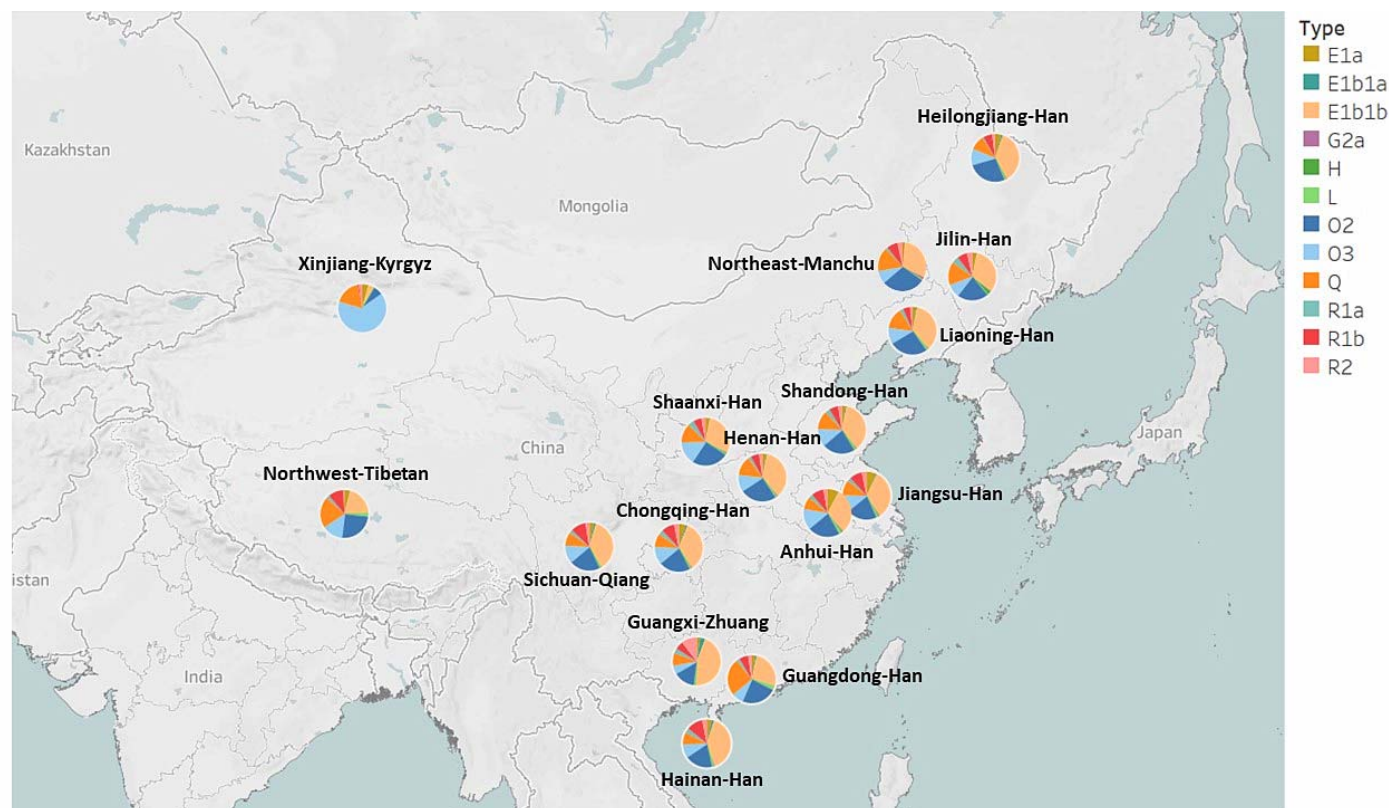 Type
E1a
E1b1a
E1b1b
G2a
H
L
O2
O3
Q
R1a
R1b
R2
Heilongjiang-Han
Kazakhstan
Mongolia
Jilin-Han
Xinjiang-Kyrgyz
Northeast-Manchu
Liaoning-Han
Shandong-Han
Shaanxi-Han
Henan-Han
Japan
China
Northwest-Tibetan
Jiangsu-Han
Chongqing-Han
Anhui-Han
istan
Sichuan-Qiang
Guangxi-Zhuang
India
Guangdong-Han
Hainan-Han